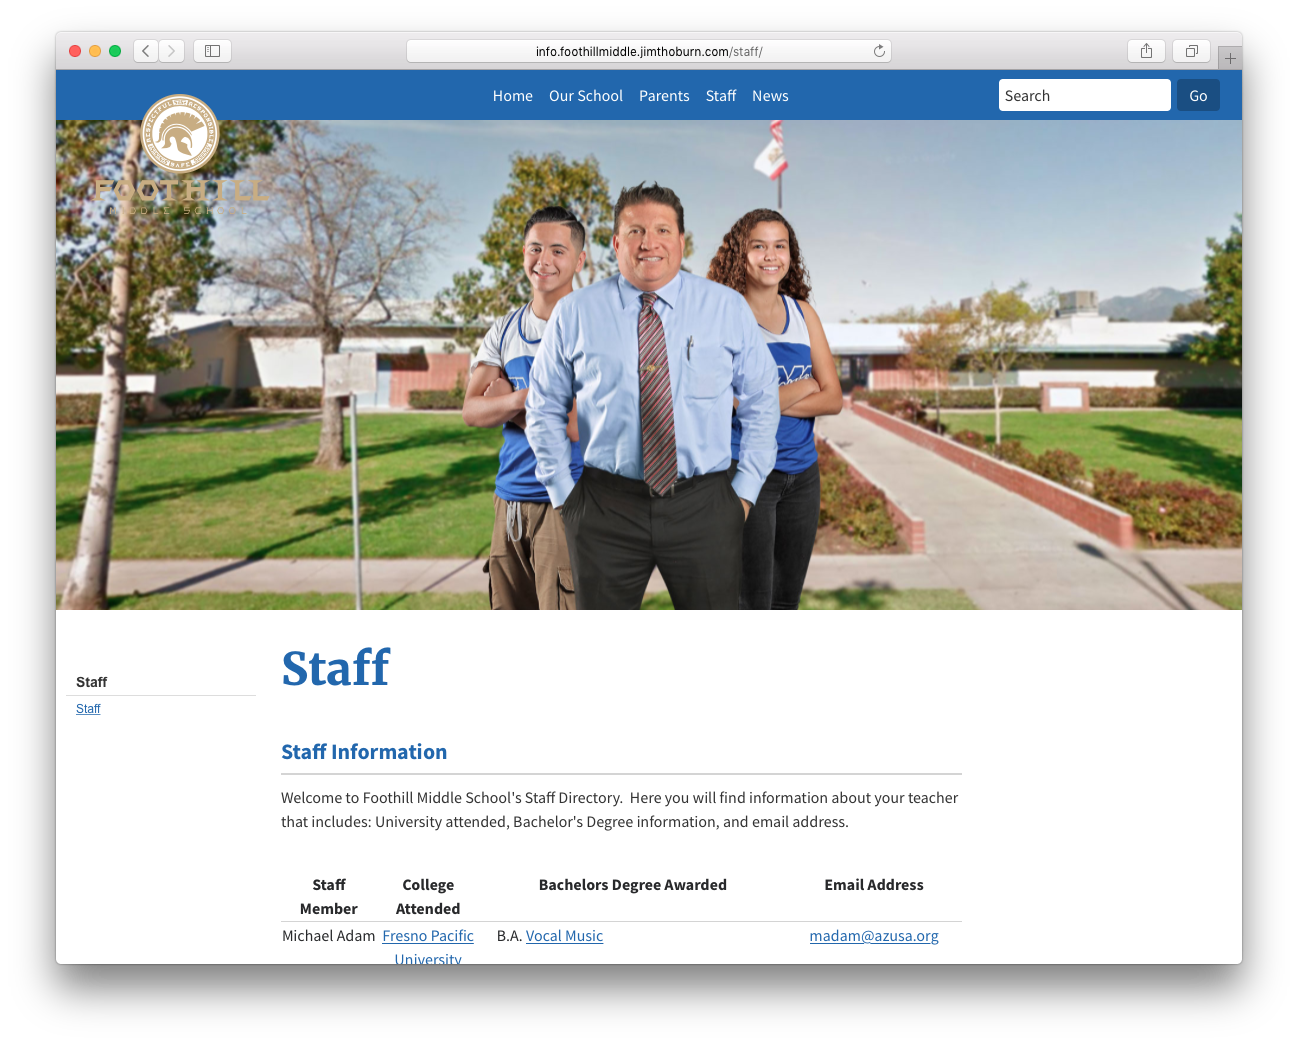 info.foothillmiddle.jimthoburn.com/staff/
Home Our School Parents Staff News
Search Go
FOOTHILL
MIDDLE SCHOOL
Staff
Staff
Staff
Staff Information
Welcome to Foothill Middle School's Staff Directory. Here you will find information about your teacher
that includes: University attended, Bachelor's Degree information, and email address.
Staff Member College Attended Bachelors Degree Awarded Email Address
Michael Adam Fresno Pacific University B.A. Vocal Music madam@azusa.org